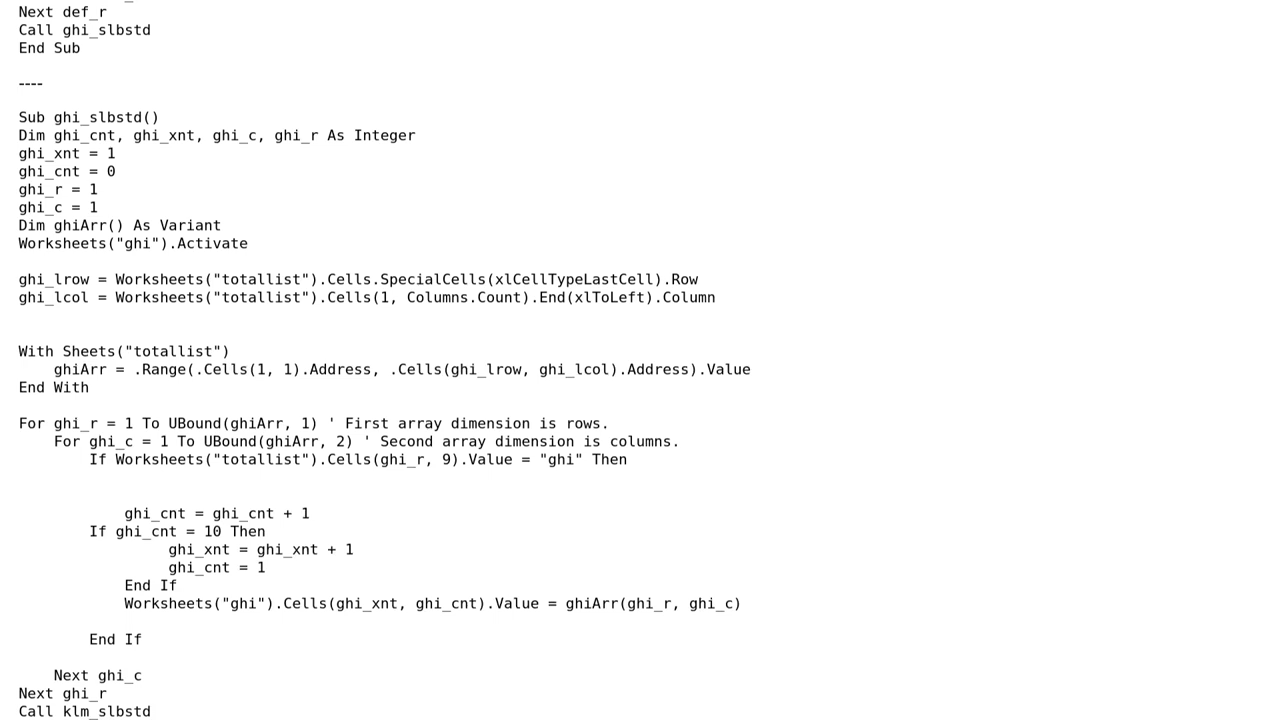 Next def_r
Call ghi_slbstd
End Sub
----
Sub ghi_slbstd()
Dim ghi_cnt, ghi_xnt, ghi_c, ghi_r As Integer
ghi_xnt = 1
ghi_cnt = 0
ghi_r = 1
ghi_c = 1
Dim ghiArr() As Variant
Worksheets("ghi").Activate
ghi_lrow = Worksheets("totallist").Cells.SpecialCells(xlCellTypeLastCell).Row
ghi_lcol = Worksheets("totallist").Cells(1, Columns.Count).End(xlToLeft).Column
With Sheets("totallist")
    ghiArr = .Range(.Cells(1, 1).Address, .Cells(ghi_lrow, ghi_lcol).Address).Value
End With
For ghi_r = 1 To UBound(ghiArr, 1) ' First array dimension is rows.
    For ghi_c = 1 To UBound(ghiArr, 2) ' Second array dimension is columns.
        If Worksheets("totallist").Cells(ghi_r, 9).Value = "ghi" Then
            ghi_cnt = ghi_cnt + 1
        If ghi_cnt = 10 Then
                 ghi_xnt = ghi_xnt + 1
                 ghi_cnt = 1
            End If
            Worksheets("ghi").Cells(ghi_xnt, ghi_cnt).Value = ghiArr(ghi_r, ghi_c)
        End If
    Next ghi_c
Next ghi_r
Call klm_slbstd